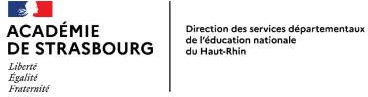 ACADÉMIE
DE STRASBOURG
Liberté
Égalité
Fraternité
Direction des services départementaux
de l'éducation nationale
du Haut-Rhin